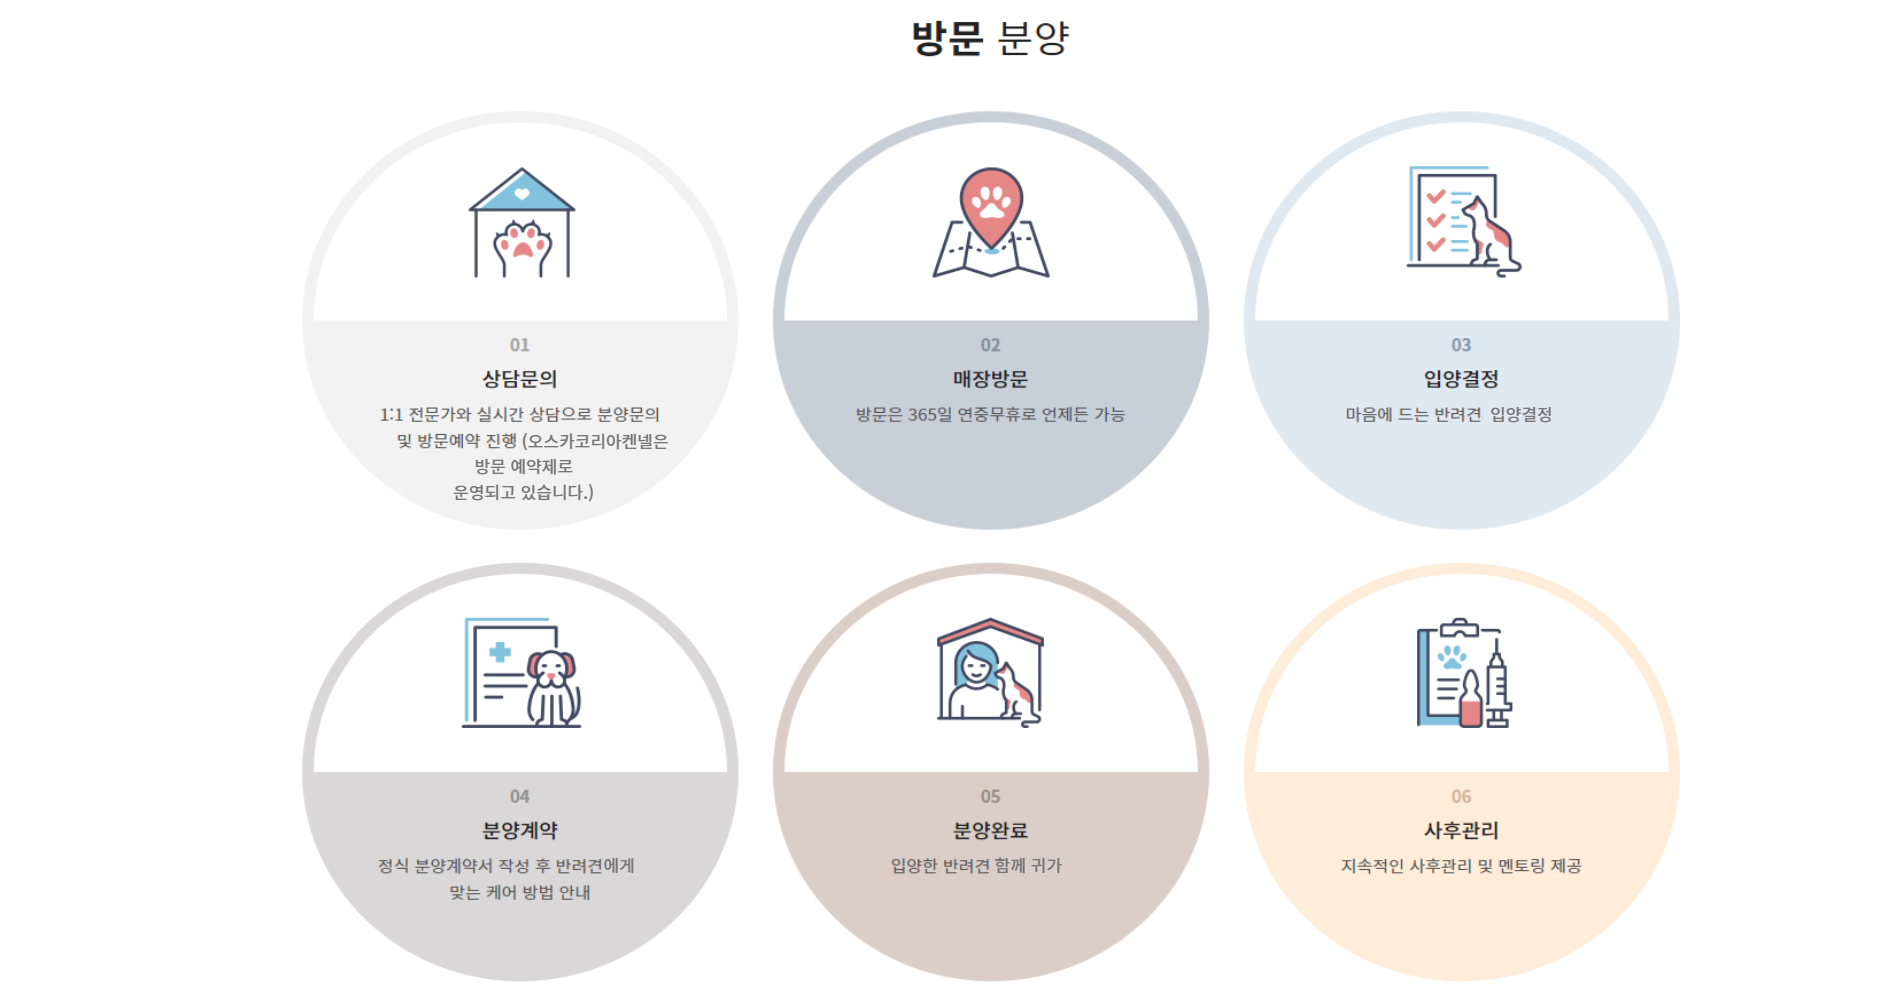 방문 분양
01
상담문의
1:1 전문가와 실시간 상담으로 분양문의
및 방문예약 진행 (오스카코리아켄넬은
방문 예약제로
운영되고 있습니다.)
02
매장방문
방문은 365일 연중무휴로 언제든 가능
03
입양결정
마음에 드는 반려견 입양결정
04
분양계약
정식 분양계약서 작성 후 반려견에게
맞는 케어 방법 안내
05
분양완료
입양한 반려견 함께 귀가
06
사후관리
지속적인 사후관리 및 멘토링 제공